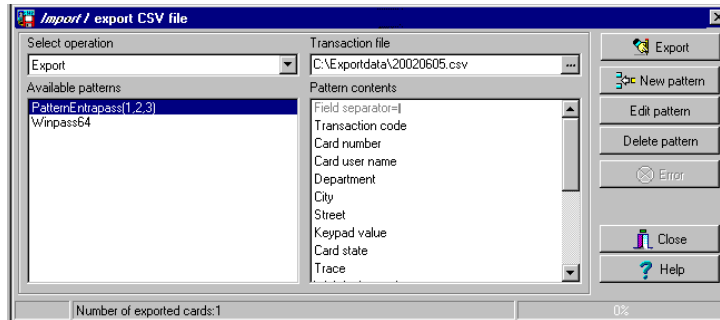 Import / export CSV file
Select operation
Export
Transaction file
C:\Exportdata\20020605.csv
...
Available patterns
PatternEntrapass(1,2,3)
Winpass64
Pattern contents
Field separator=|
Transaction code
Card number
Card user name
Department
City
Street
Keypad value
Card state
Trace
Export
New pattern
Edit pattern
Delete pattern
Error
Close
Help
Number of exported cards:1
0%